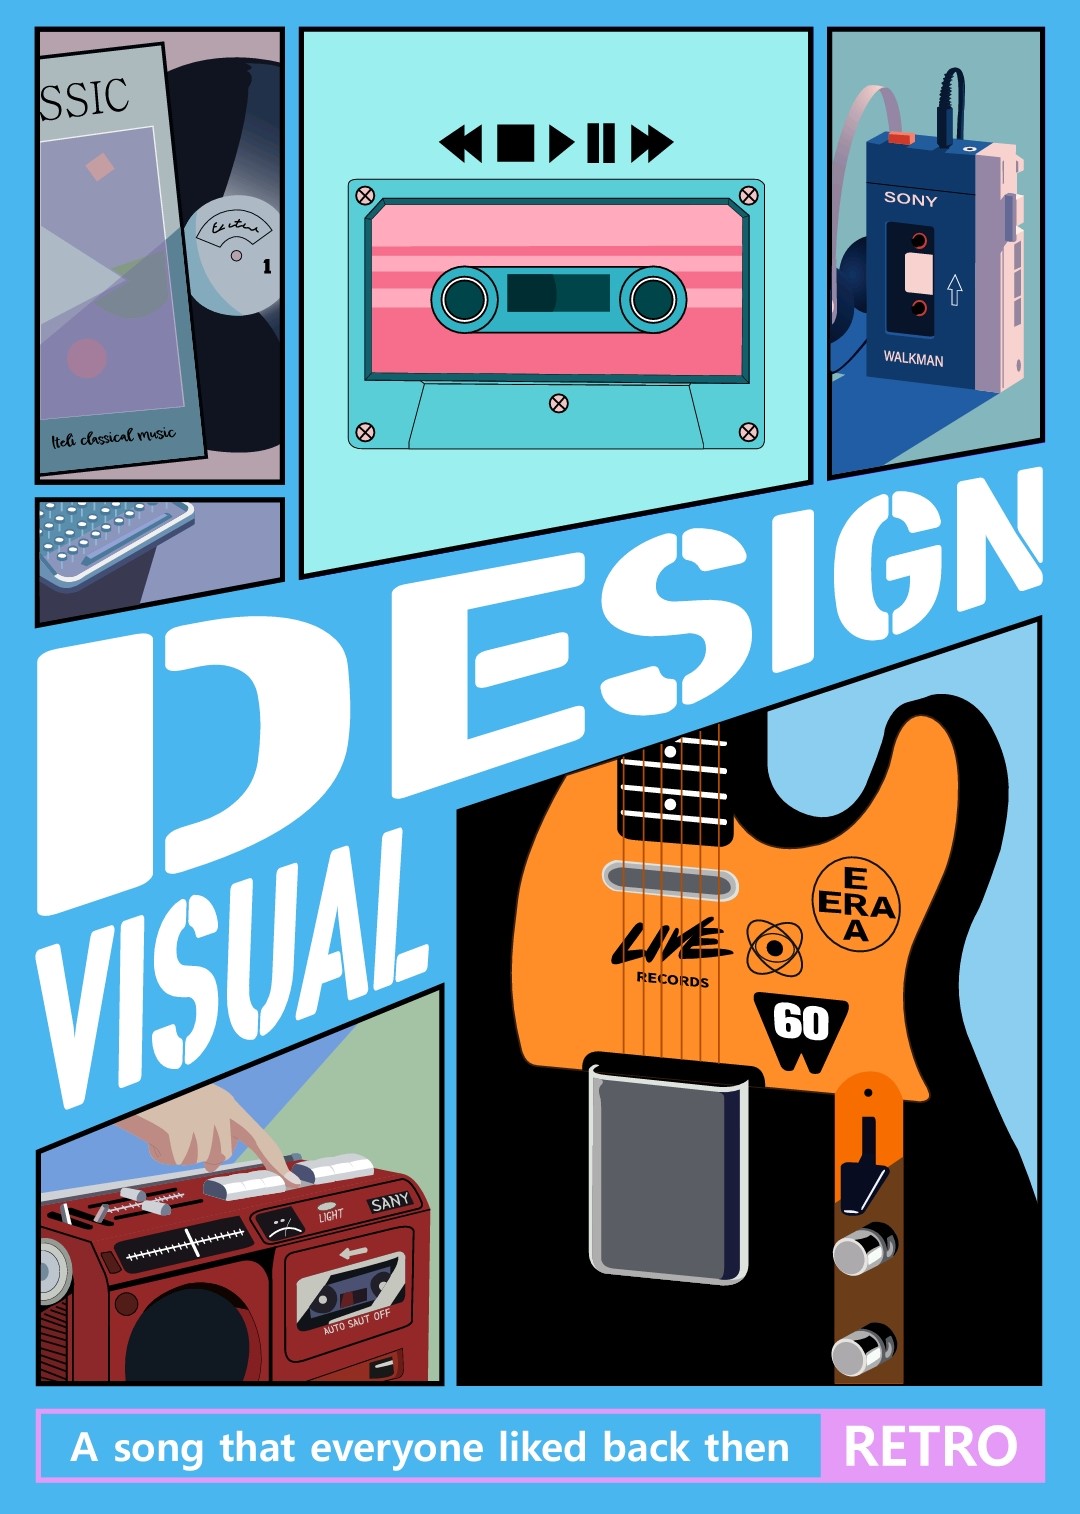 SSIC
1
Iteli classical music
SONY
WALKMAN
DESIGN
VISUAL
E
ERA
A
LIVE
RECORDS
60
LIGHT
SANY
AUTO SAUT OFF
A song that everyone liked back then
RETRO